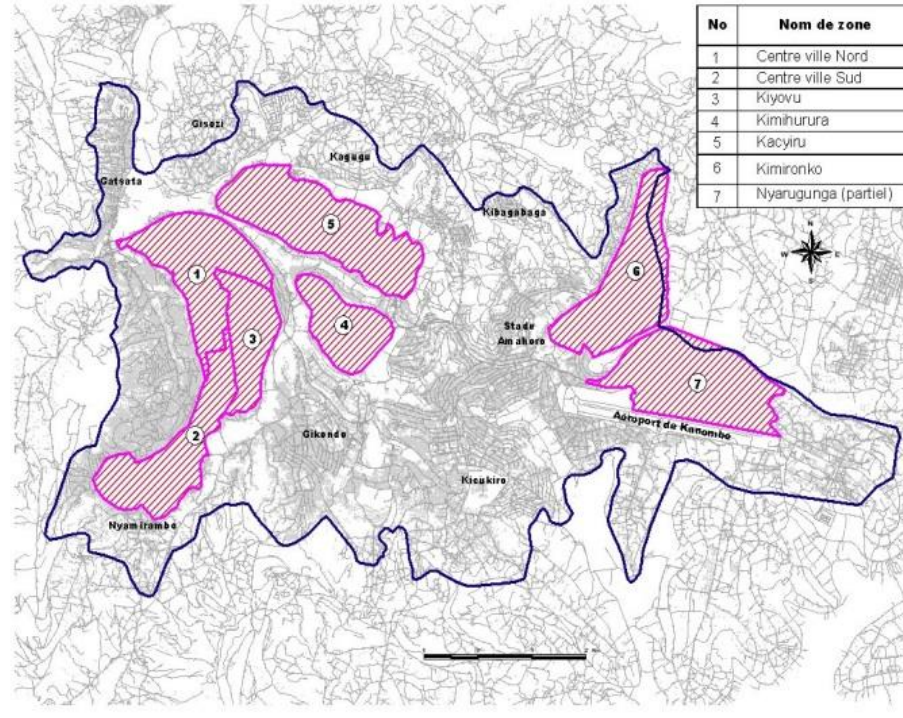 No Nom de zone
1 Centre ville Nord
2 Centre ville Sud
3 Kiyovu
4 Kimihurura
5 Kacyiru
6 Kimironko
7 Nyarugunga (partiel)
N
W E
S
Gisozi
Kagugu
Gatsata
Kibagabaga
5
1
6
4
3
Stade
Amahoro
7
Aéroport de Kanombe
2
Gikondo
Kicukiro
Nyamirambo